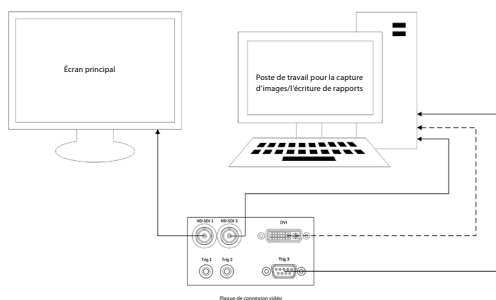 Écran principal
Poste de travail pour la capture
d'images/l'écriture de rapports
HD-SDI 1 HD-SDI 2 DVI
Trig 1 Trig 2 Trig 3
Plaque de connexion vidéo